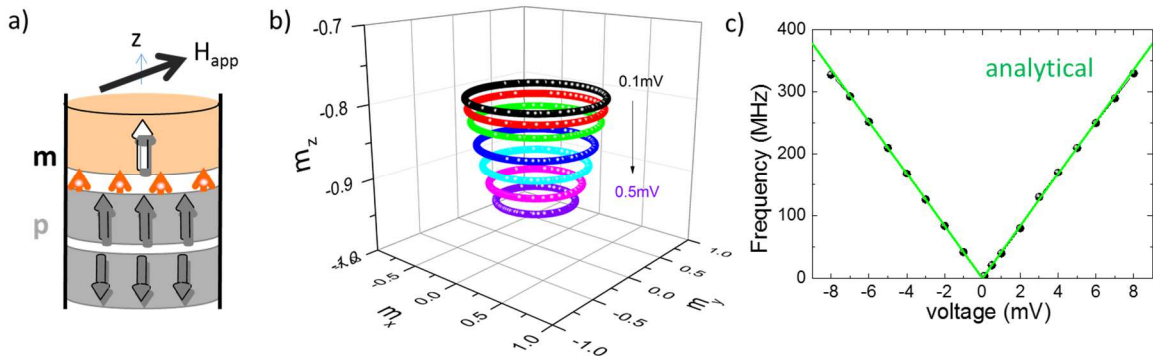 a)
z
H_app
m
p
b)
-0.7
-0.8
-0.9
-1.0
m_z
0.1mV
0.5mV
-1.0
-0.5
0.0
0.5
1.0
m_x
-1.0
-0.5
0.0
0.5
1.0
m_y
c)
analytical
400
300
200
100
0
Frequency (MHz)
-8 -6 -4 -2 0 2 4 6 8
voltage (mV)